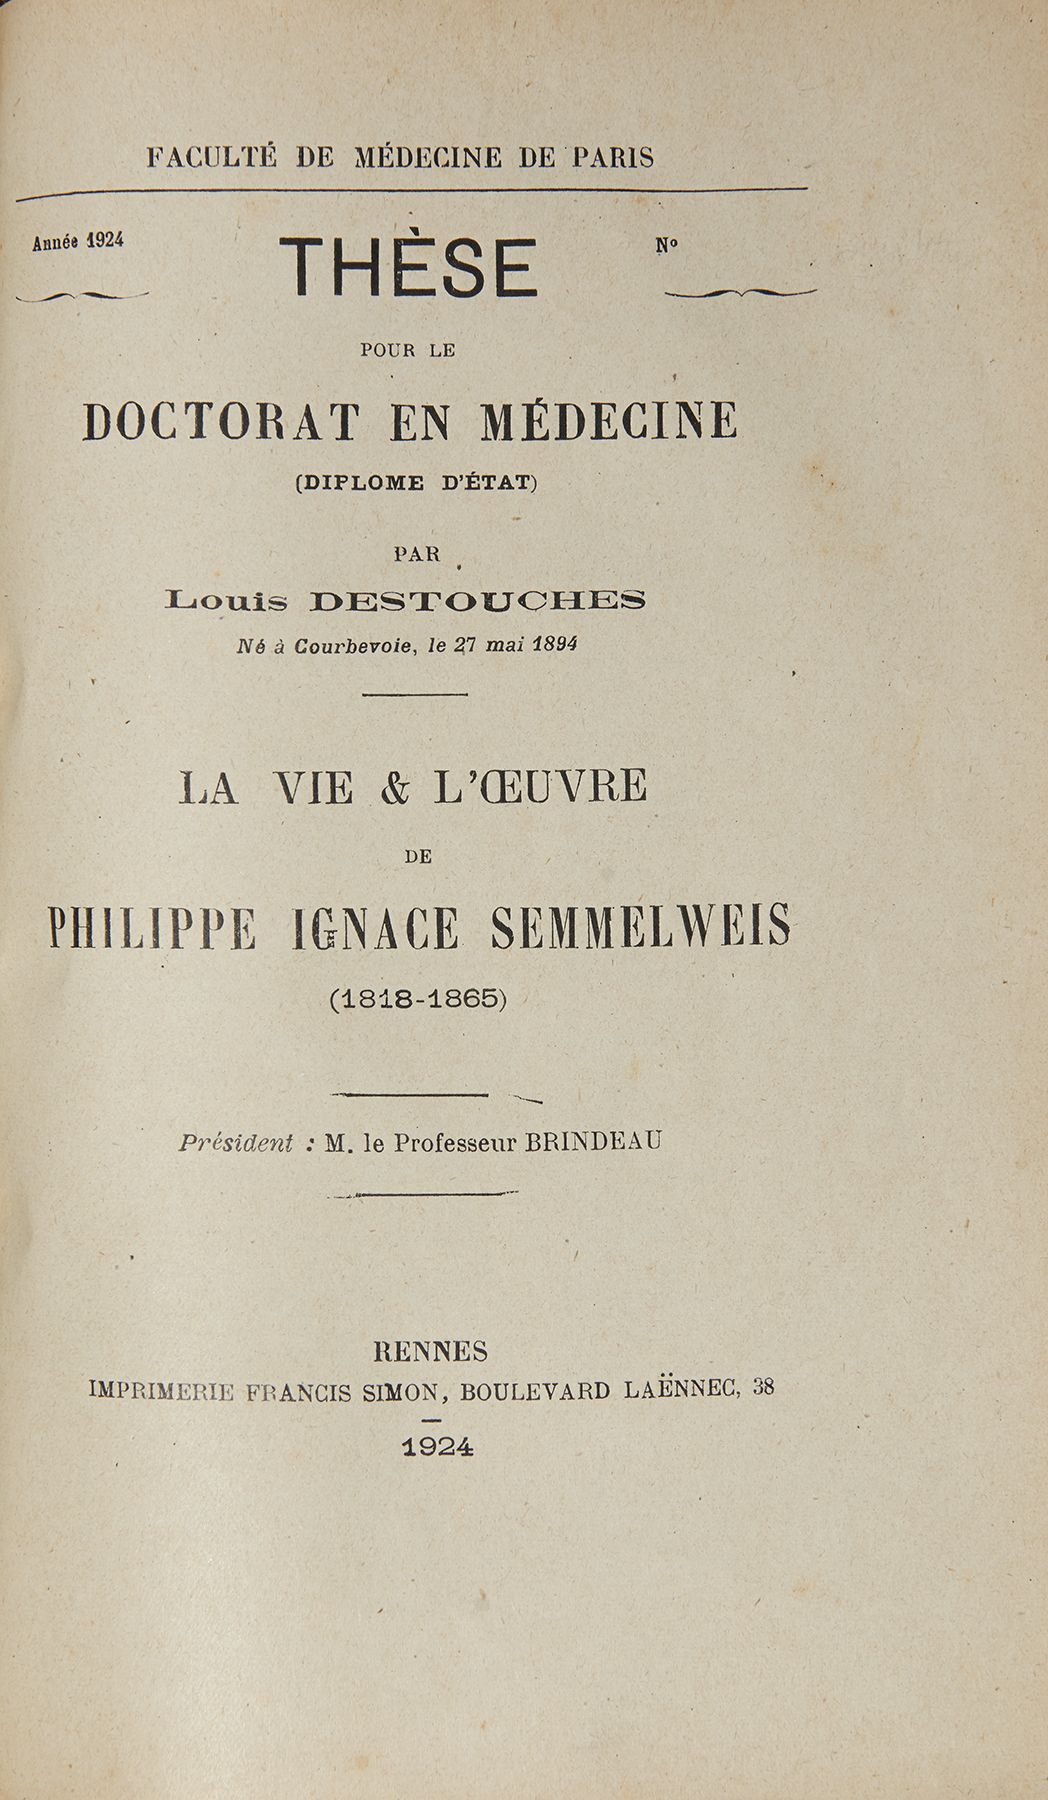 FACULTÉ DE MÉDECINE DE PARIS
Année 1924
THÈSE
Nº
POUR LE
DOCTORAT EN MÉDECINE
(DIPLOME D'ÉTAT)
PAR
Louis DESTOUCHES
Né à Courbevoie, le 27 mai 1894
LA VIE & L'ŒUVRE
DE
PHILIPPE IGNACE SEMMELWEIS
(1818-1865)
Président : M. le Professeur BRINDEAU
RENNES
IMPRIMERIE FRANCIS SIMON, BOULEVARD LAËNNEC, 38
1924